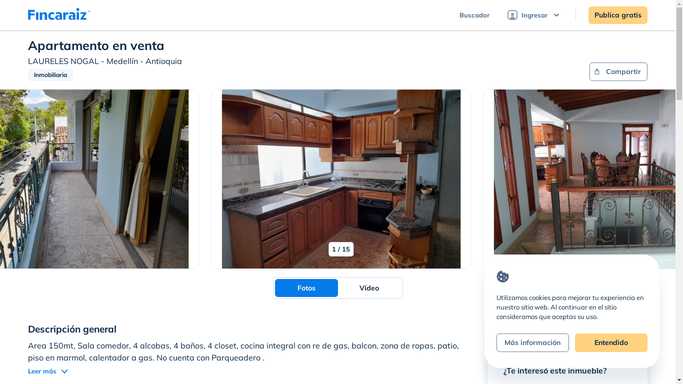 Fincaraiz
Buscador
Ingresar
Publica gratis
Apartamento en venta
LAURELES NOGAL - Medellín - Antioquia
Inmobiliaria
Compartir
1 / 15
Fotos
Video
Utilizamos cookies para mejorar tu experiencia en
nuestro sitio web. Al continuar en el sitio
consideramos que aceptas su uso.
Más información
Entendido
Descripción general
Area 150mt, Sala comedor, 4 alcobas, 4 baños, 4 closet, cocina integral con re de gas, balcon, zona de ropas, patio,
piso en marmol, calentador a gas. No cuenta con Parqueadero .
Leer más
¿Te interesó este inmueble?